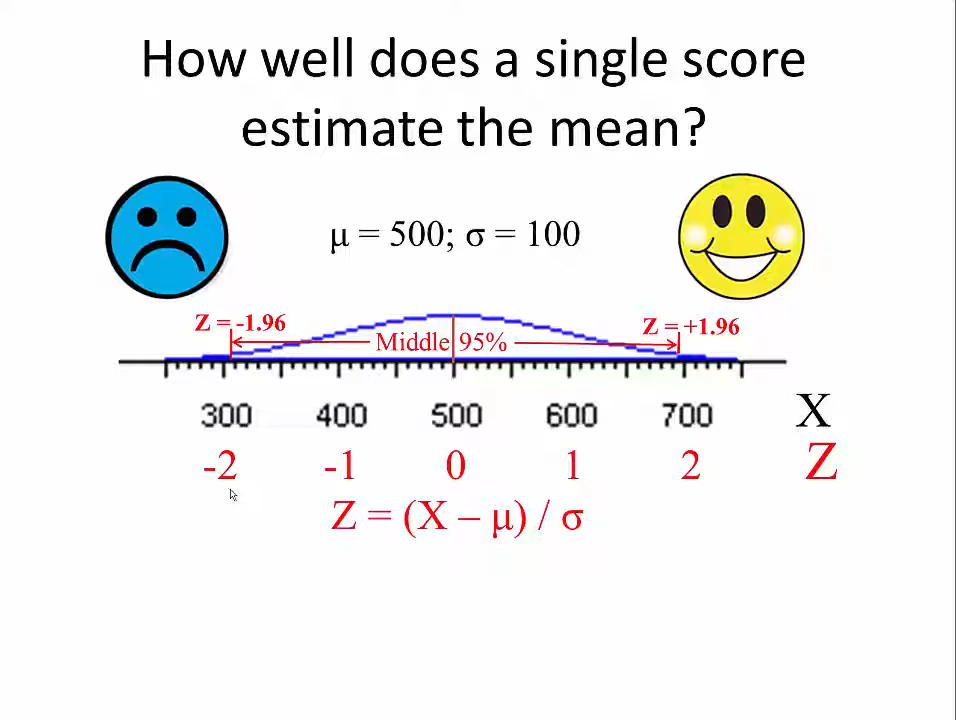 How well does a single score
estimate the mean?
μ = 500; σ = 100
Z = -1.96
Z = +1.96
Middle 95%
300 400 500 600 700 X
-2 -1 0 1 2 Z
Z = (X – μ) / σ